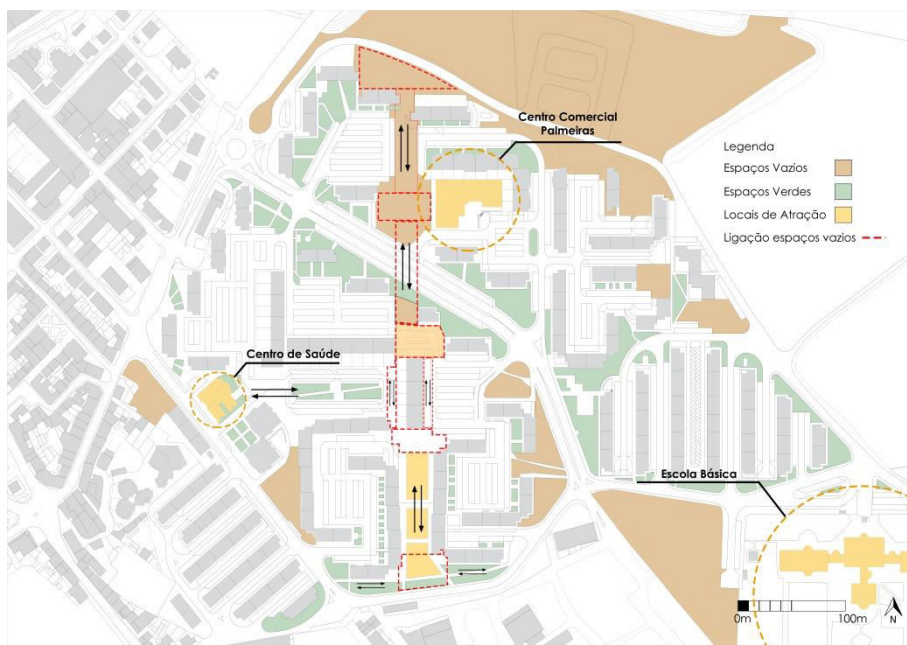 Centro Comercial
Palmeiras
Legenda
Espaços Vazios
Espaços Verdes
Locais de Atração
Ligação espaços vazios
Centro de Saúde
Escola Básica
0m
100m
N